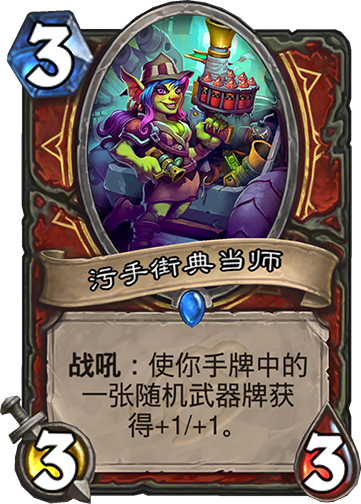 3
污手街典当师
战吼：使你手牌中的
一张随机武器牌获
得+1/+1。
3
3